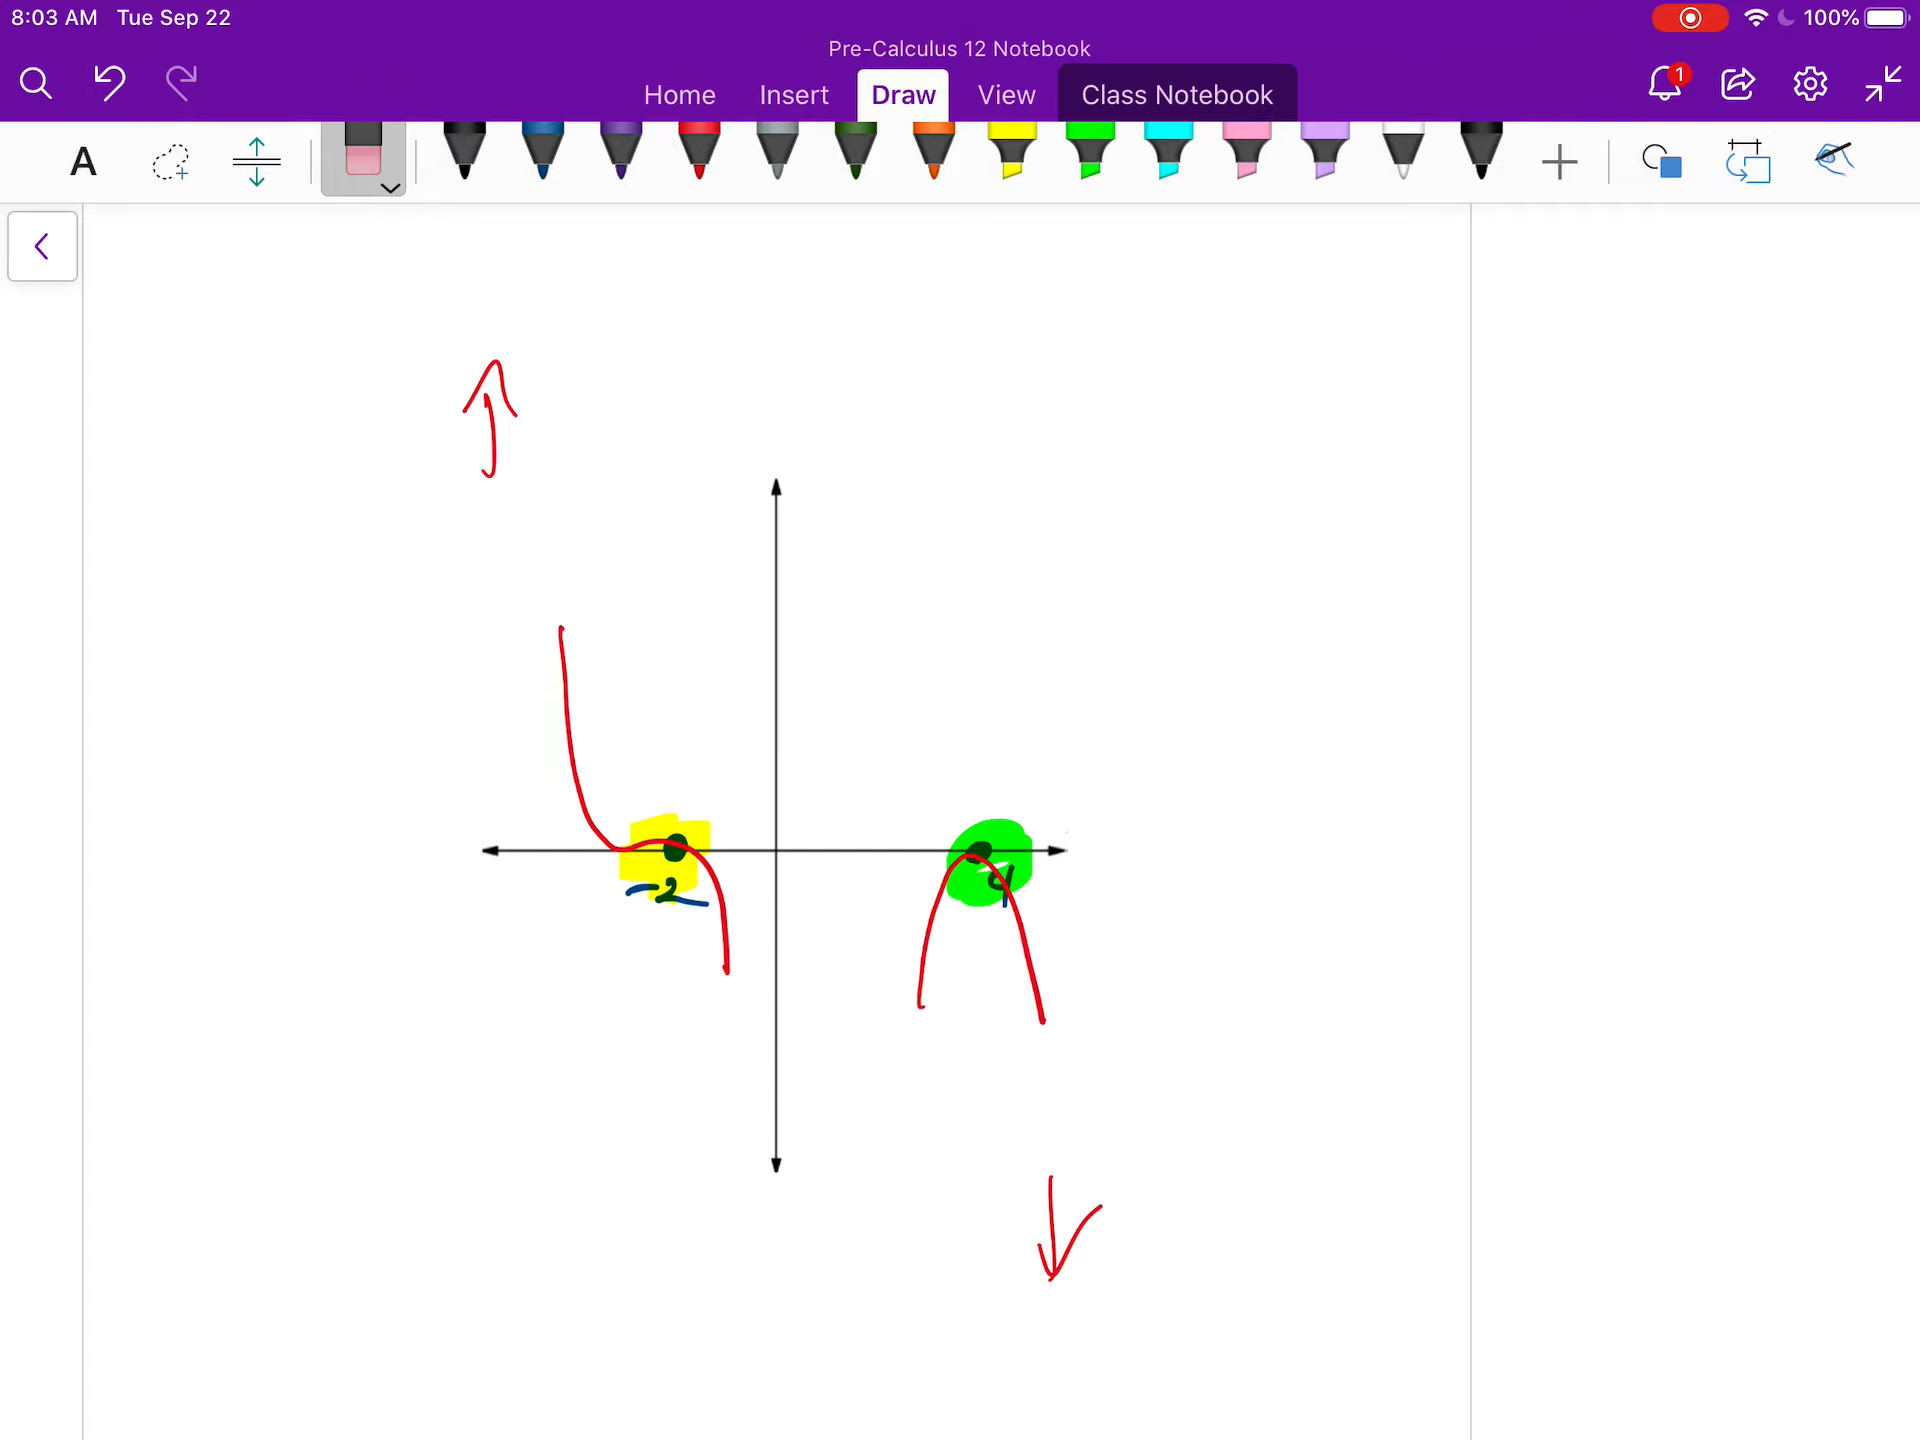 8:03 AM Tue Sep 22
100%
Pre-Calculus 12 Notebook
Home Insert Draw View Class Notebook
1
A
-2
4